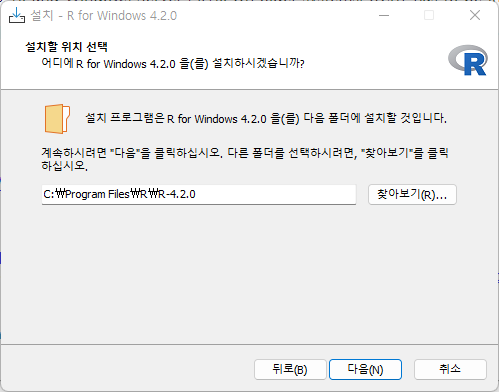 설치 - R for Windows 4.2.0
설치할 위치 선택
어디에 R for Windows 4.2.0 을(를) 설치하시겠습니까?
R
설치 프로그램은 R for Windows 4.2.0 을(를) 다음 폴더에 설치할 것입니다.
계속하시려면 "다음"을 클릭하십시오. 다른 폴더를 선택하시려면, "찾아보기"를 클릭
하십시오.
C:₩Program Files₩R₩R-4.2.0
찾아보기(R)...
뒤로(B)
다음(N)
취소